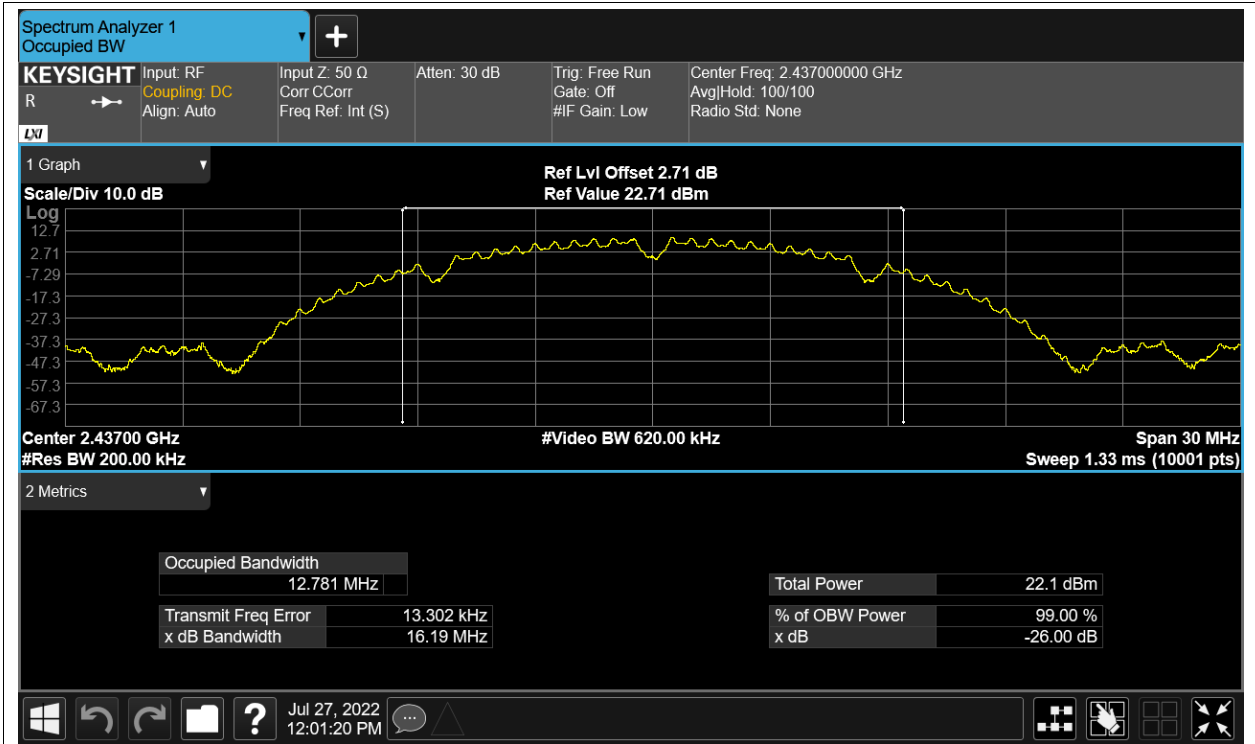 Spectrum Analyzer 1
Occupied BW
KEYSIGHT
R
LXI
Input: RF
Coupling: DC
Align: Auto
Input Z: 50 Ω
Corr CCorr
Freq Ref: Int (S)
Atten: 30 dB
Trig: Free Run
Gate: Off
#IF Gain: Low
Center Freq: 2.437000000 GHz
Avg|Hold: 100/100
Radio Std: None
1 Graph
Scale/Div 10.0 dB
Ref Lvl Offset 2.71 dB
Ref Value 22.71 dBm
Log
12.7
2.71
-7.29
-17.3
-27.3
-37.3
-47.3
-57.3
-67.3
Center 2.43700 GHz
#Res BW 200.00 kHz
#Video BW 620.00 kHz
Span 30 MHz
Sweep 1.33 ms (10001 pts)
2 Metrics
Occupied Bandwidth
12.781 MHz
Transmit Freq Error 13.302 kHz
x dB Bandwidth 16.19 MHz
Total Power 22.1 dBm
% of OBW Power 99.00 %
x dB -26.00 dB
?
Jul 27, 2022
12:01:20 PM